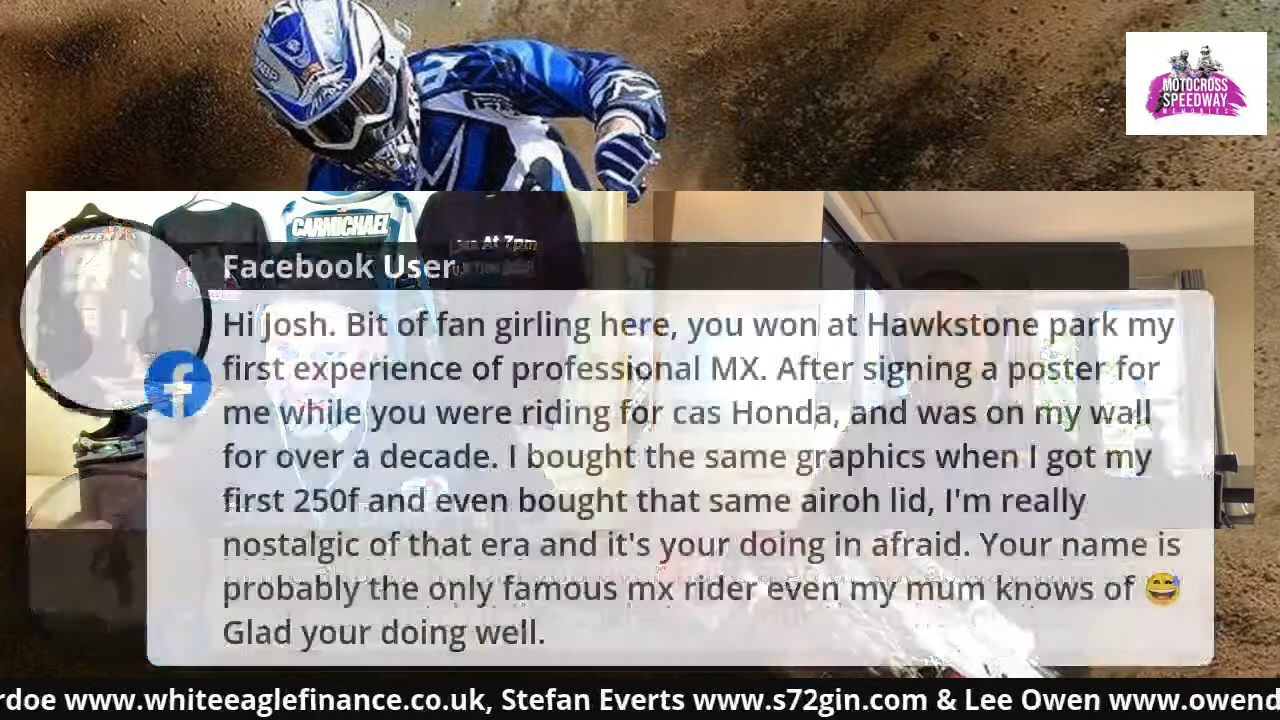 MOTOCROSS
SPEEDWAY
MEMORIES
CARMICHAEL
At 7pm
Facebook User
Hi Josh. Bit of fan girling here, you won at Hawkstone park my
first experience of professional MX. After signing a poster for
me while you were riding for cas Honda, and was on my wall
for over a decade. I bought the same graphics when I got my
first 250f and even bought that same airoh lid, I'm really
nostalgic of that era and it's your doing in afraid. Your name is
probably the only famous mx rider even my mum knows of 😅
Glad your doing well.
rdoe www.whiteeaglefinance.co.uk, Stefan Everts www.s72gin.com & Lee Owen www.owend